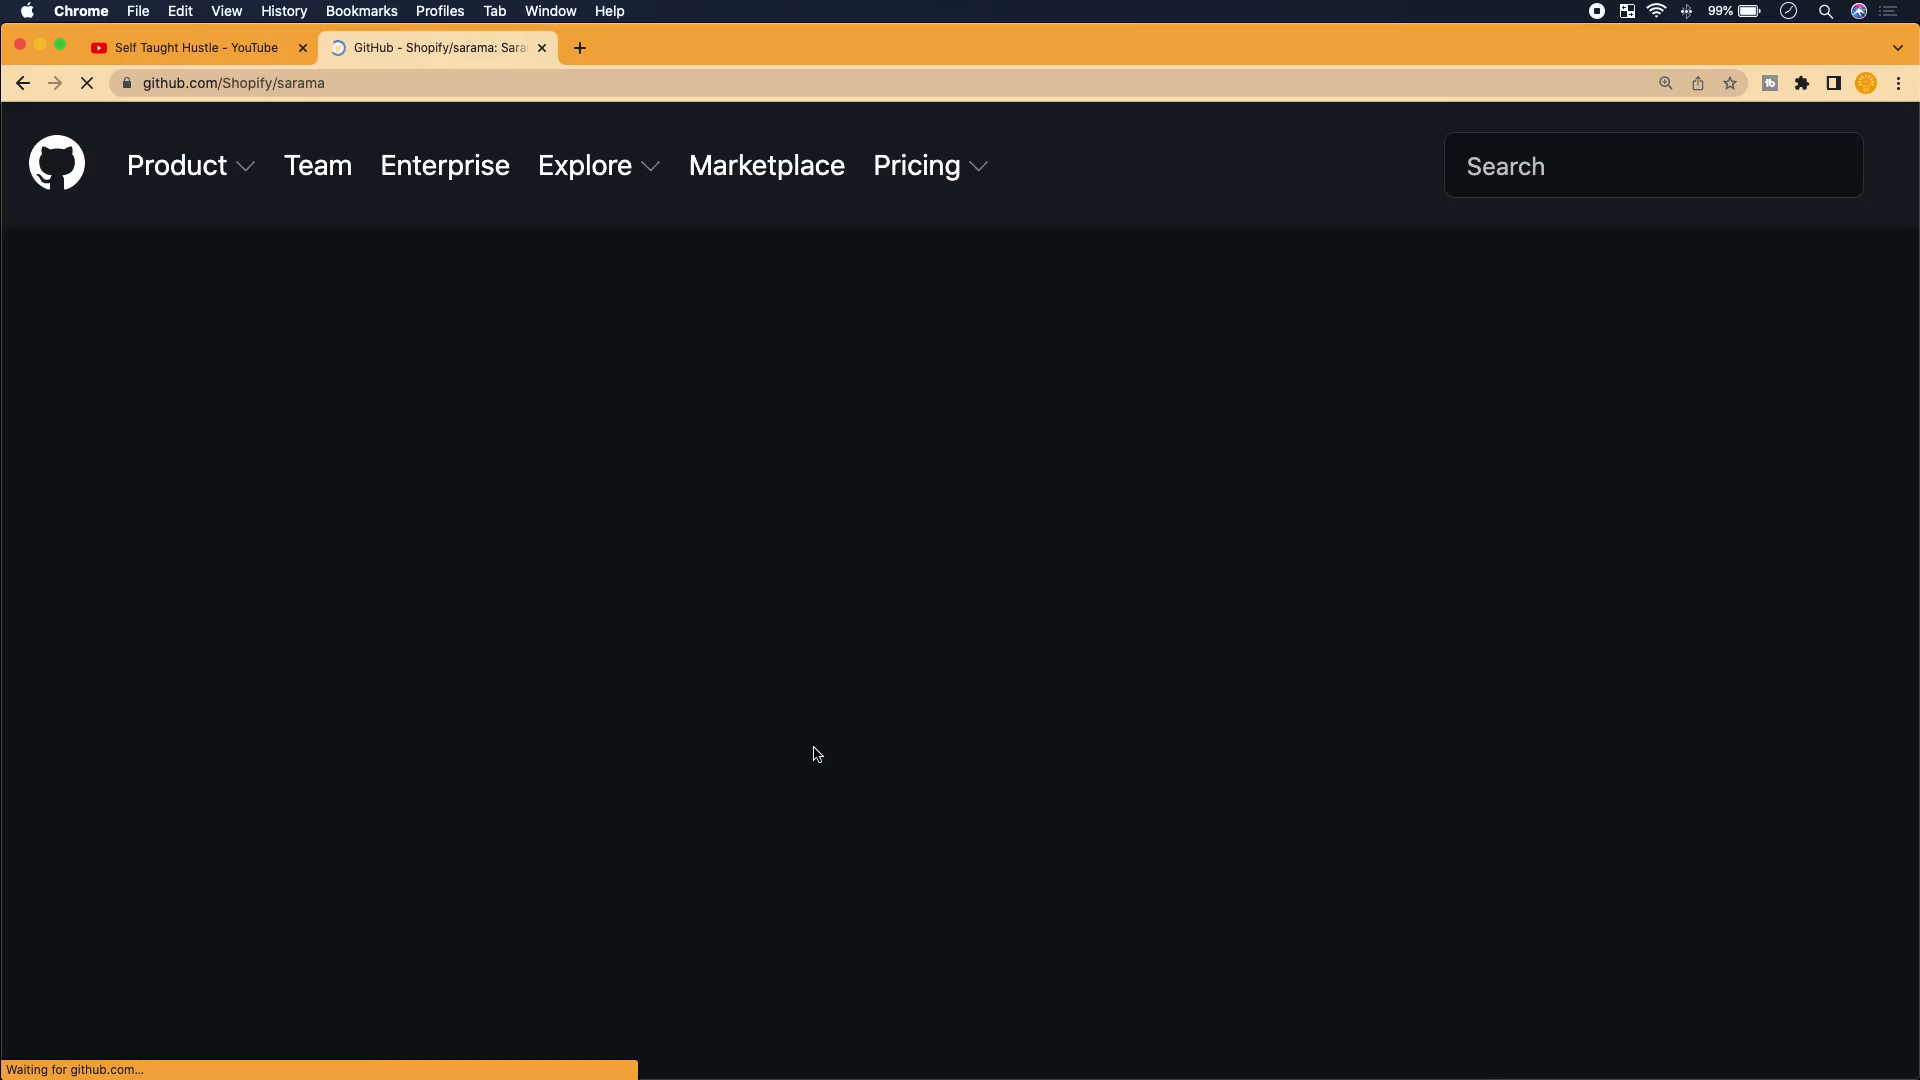 Chrome File Edit View History Bookmarks Profiles Tab Window Help 99%
Self Taught Hustle - YouTube GitHub - Shopify/sarama: Sara
github.com/Shopify/sarama
Product Team Enterprise Explore Marketplace Pricing Search
Waiting for github.com...